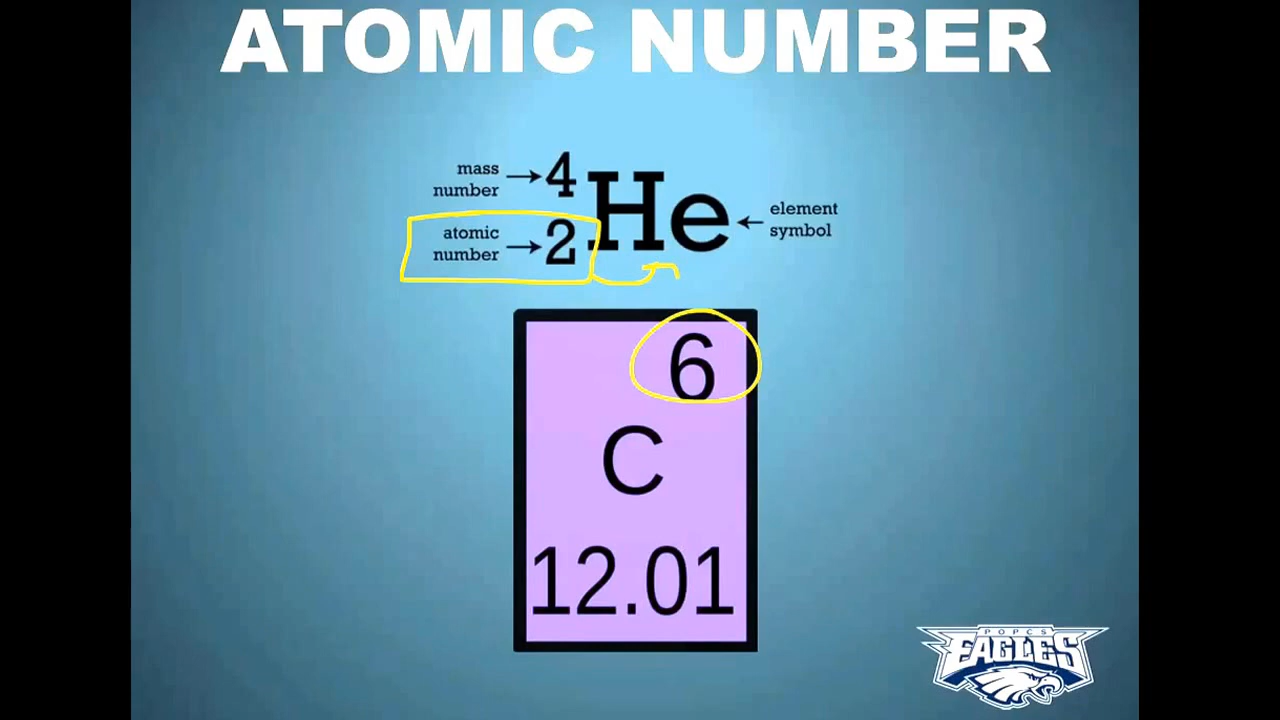 ATOMIC NUMBER
mass
number → 4
atomic
number → 2
He
← element
symbol
6
C
12.01
POPCS
EAGLES